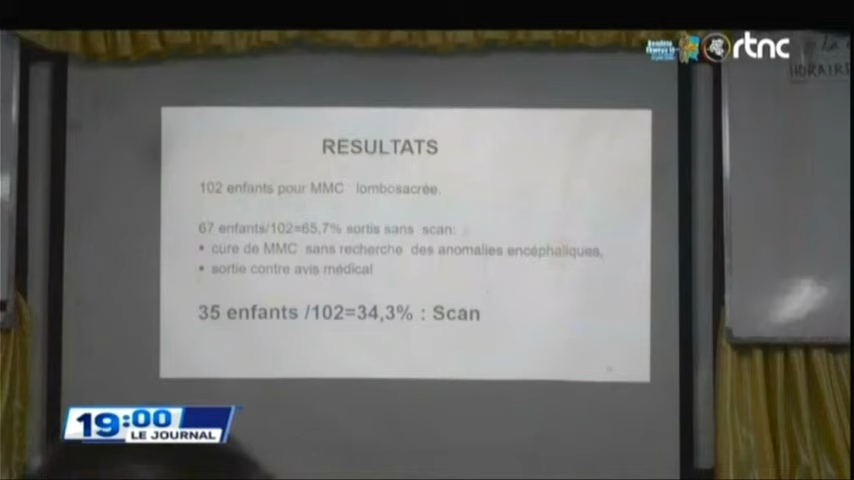 rtnc
HORAIRE
RESULTATS
102 enfants pour MMC lombosacrée.
67 enfants/102=65,7% sortis sans scan:
• cure de MMC sans recherche des anomalies encéphaliques,
• sortie contre avis médical
35 enfants /102=34,3% : Scan
19:00
LE JOURNAL